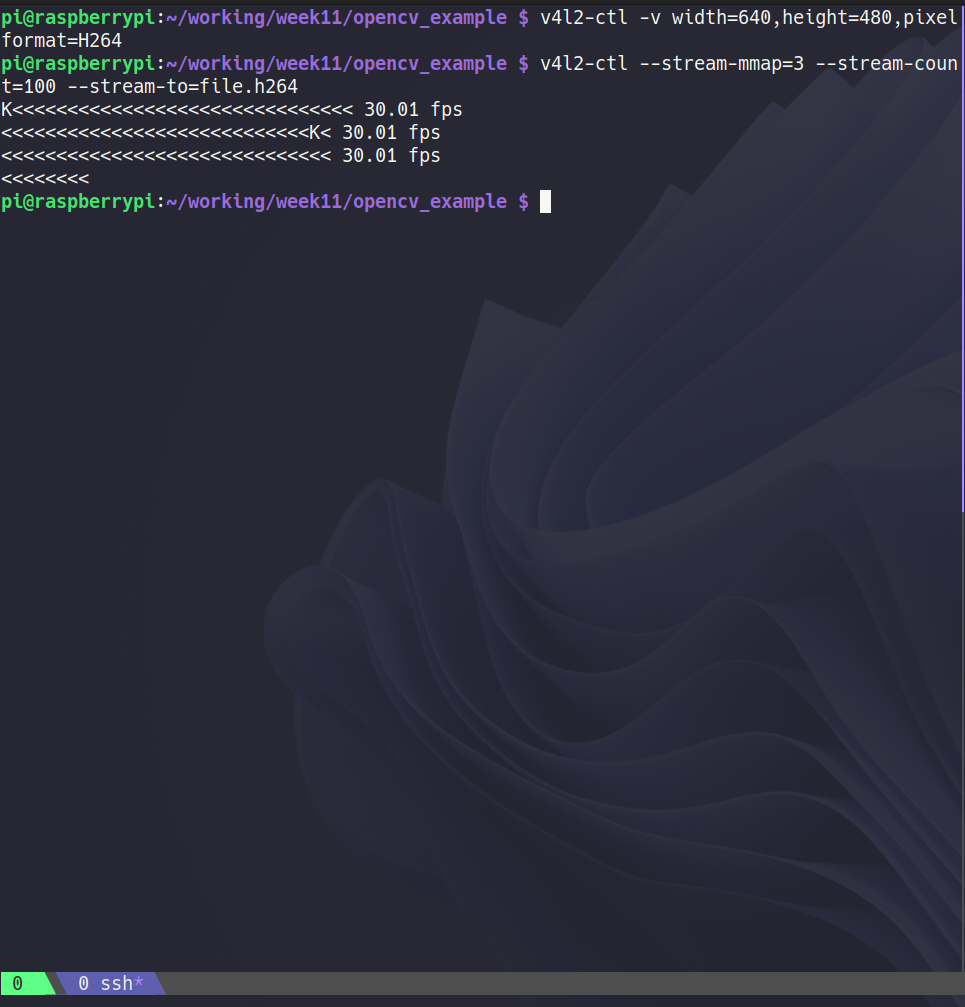 pi@raspberrypi:~/working/week11/opencv_example $ v4l2-ctl -v width=640,height=480,pixel
format=H264
pi@raspberrypi:~/working/week11/opencv_example $ v4l2-ctl --stream-mmap=3 --stream-coun
t=100 --stream-to=file.h264
K<<<<<<<<<<<<<<<<<<<<<<<<<<<<<<< 30.01 fps
<<<<<<<<<<<<<<<<<<<<<<<<<<<<K< 30.01 fps
<<<<<<<<<<<<<<<<<<<<<<<<<<<<<< 30.01 fps
<<<<<<<<
pi@raspberrypi:~/working/week11/opencv_example $
0 0 ssh*